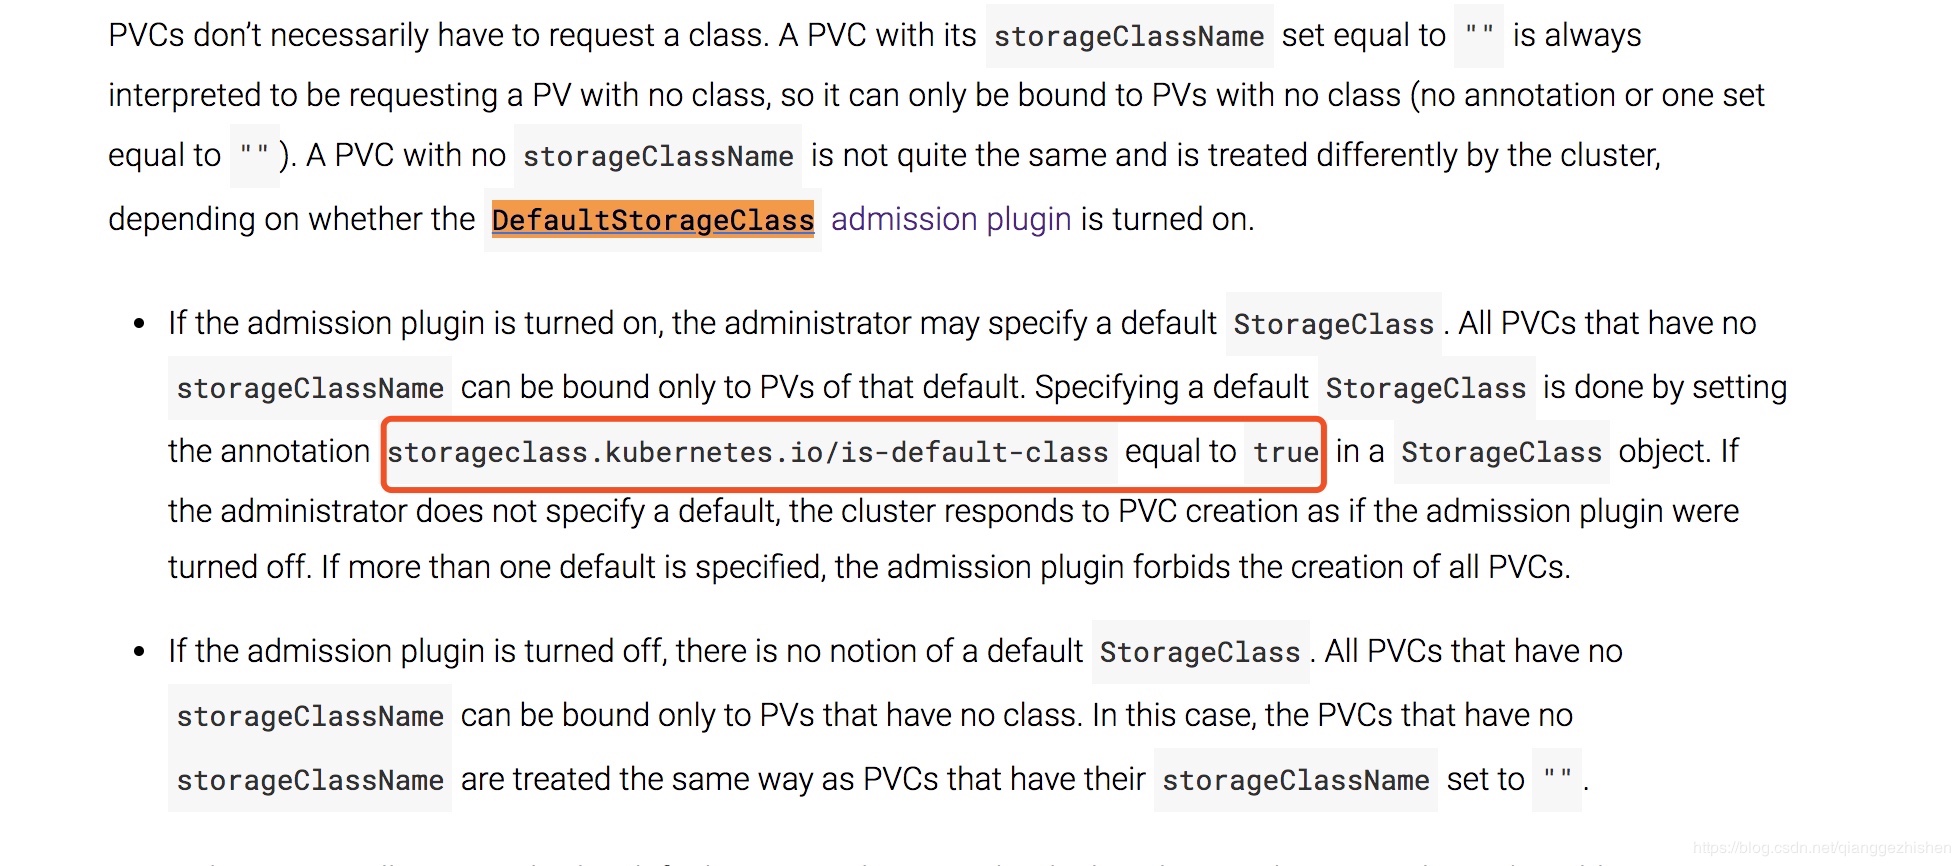 PVCs don’t necessarily have to request a class. A PVC with its storageClassName set equal to "" is always
interpreted to be requesting a PV with no class, so it can only be bound to PVs with no class (no annotation or one set
equal to "" ). A PVC with no storageClassName is not quite the same and is treated differently by the cluster,
depending on whether the DefaultStorageClass admission plugin is turned on.
• If the admission plugin is turned on, the administrator may specify a default StorageClass . All PVCs that have no
storageClassName can be bound only to PVs of that default. Specifying a default StorageClass is done by setting
the annotation storageclass.kubernetes.io/is-default-class equal to true in a StorageClass object. If
the administrator does not specify a default, the cluster responds to PVC creation as if the admission plugin were
turned off. If more than one default is specified, the admission plugin forbids the creation of all PVCs.
• If the admission plugin is turned off, there is no notion of a default StorageClass . All PVCs that have no
storageClassName can be bound only to PVs that have no class. In this case, the PVCs that have no
storageClassName are treated the same way as PVCs that have their storageClassName set to "" .
https://blog.csdn.net/qianggezhishen